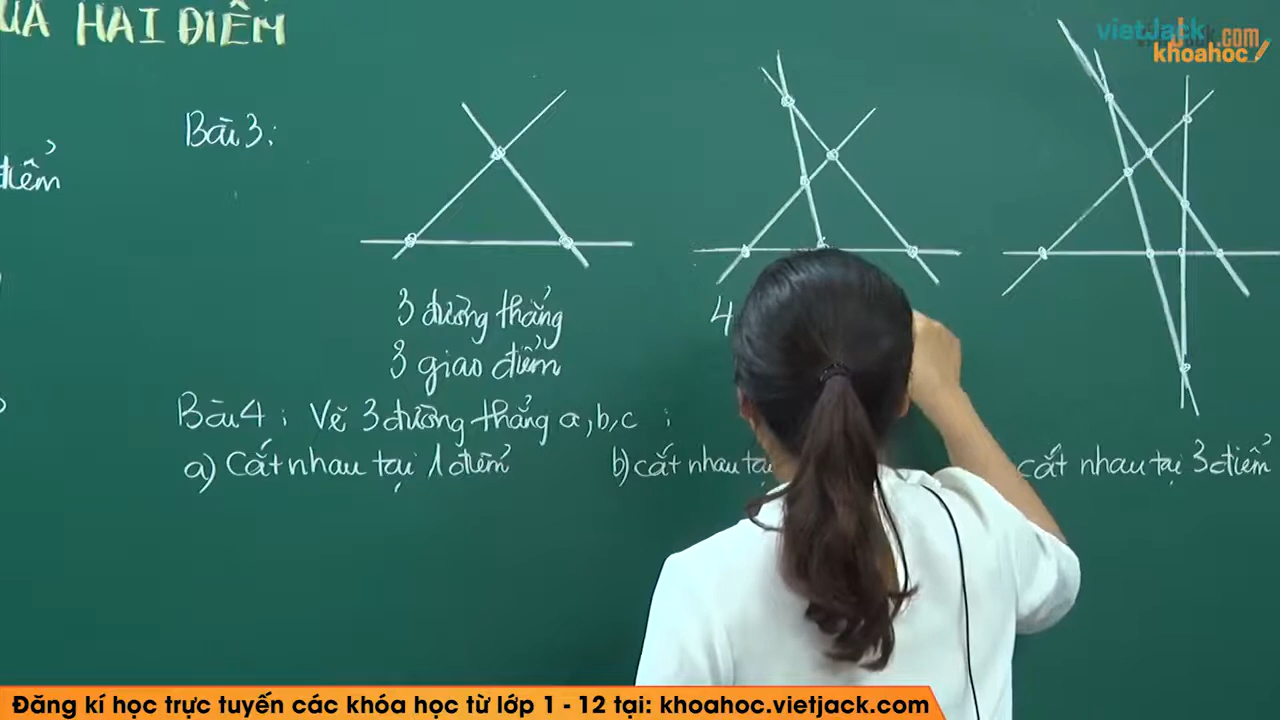 UA HAI ĐIỂM
vietJack.com
khoahoc
Bài 3:
điểm
3 đường thẳng
3 giao điểm
4
Bài 4: Vẽ 3 đường thẳng a, b, c :
a) Cắt nhau tại 1 điểm
b) cắt nhau tại
cắt nhau tại 3 điểm
Đăng kí học trực tuyến các khóa học từ lớp 1 - 12 tại: khoahoc.vietjack.com